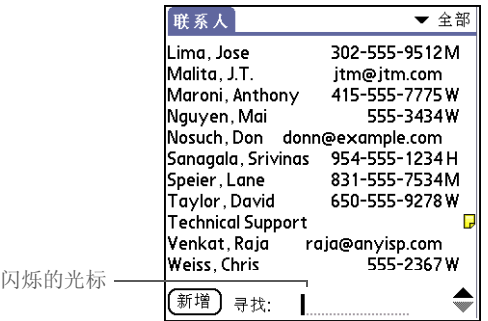 联系人 ▼ 全部
Lima, Jose 302-555-9512M
Malita, J.T. jtm@jtm.com
Maroni, Anthony 415-555-7775W
Nguyen, Mai 555-3434W
Nosuch, Don donn@example.com
Sanagala, Srivinas 954-555-1234H
Speier, Lane 831-555-7534M
Taylor, David 650-555-9278W
Technical Support
Venkat, Raja raja@anyisp.com
Weiss, Chris 555-2367W
闪烁的光标
新增 寻找: